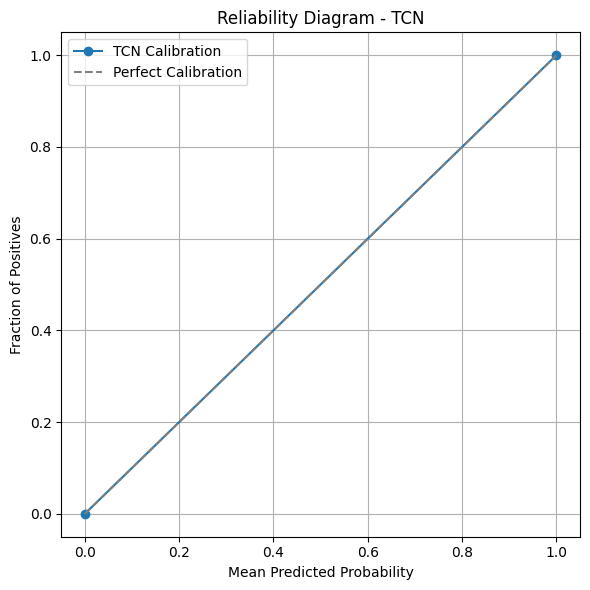 Reliability Diagram - TCN
TCN Calibration
Perfect Calibration
Fraction of Positives
1.0
0.8
0.6
0.4
0.2
0.0
0.0 0.2 0.4 0.6 0.8 1.0
Mean Predicted Probability